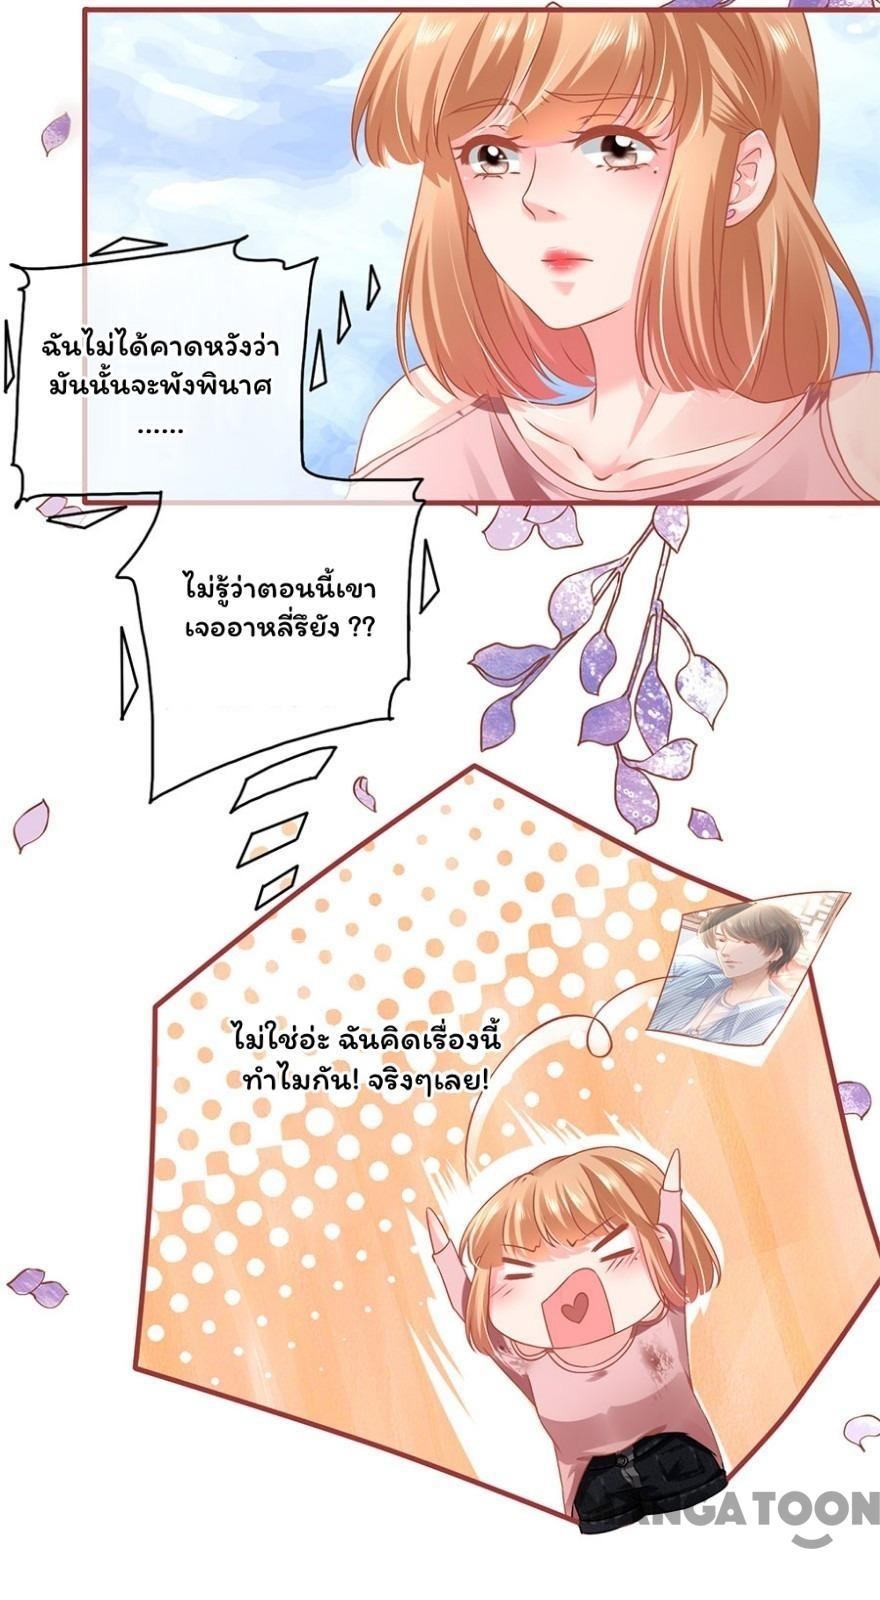 ฉันไม่ได้คาดหวังว่า
มันนั้นจะพังพินาศ
......
ไม่รู้ว่าตอนนี้เขา
เจออาหลี่รึยัง ??
ไม่ใช่อ่ะ ฉันคิดเรื่องนี้
ทำไมกัน! จริงๆเลย!
MANGATOON